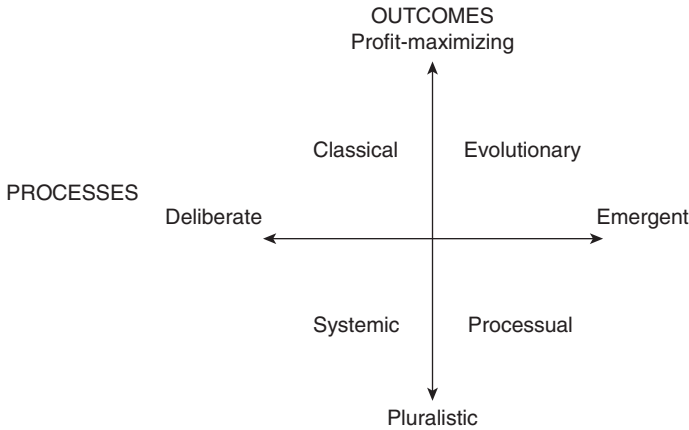 OUTCOMES
Profit-maximizing
Classical
Evolutionary
PROCESSES
Deliberate
Emergent
Systemic
Processual
Pluralistic